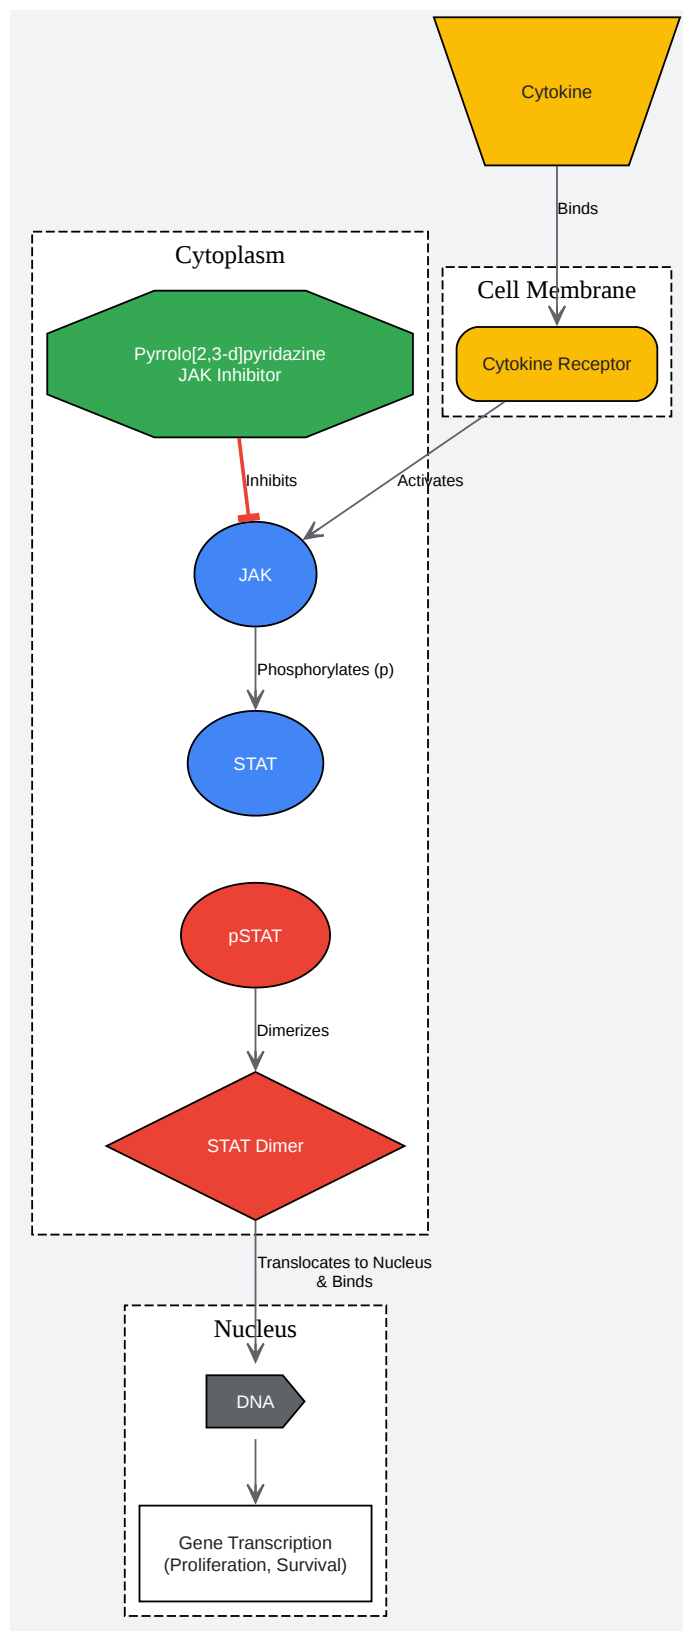 Cytokine
Binds
Cytoplasm
Cell Membrane
Pyrrolo[2,3-d]pyridazine
JAK Inhibitor
Cytokine Receptor
Inhibits
Activates
JAK
Phosphorylates (p)
STAT
pSTAT
Dimerizes
STAT Dimer
Translocates to Nucleus
& Binds
Nucleus
DNA
Gene Transcription
(Proliferation, Survival)